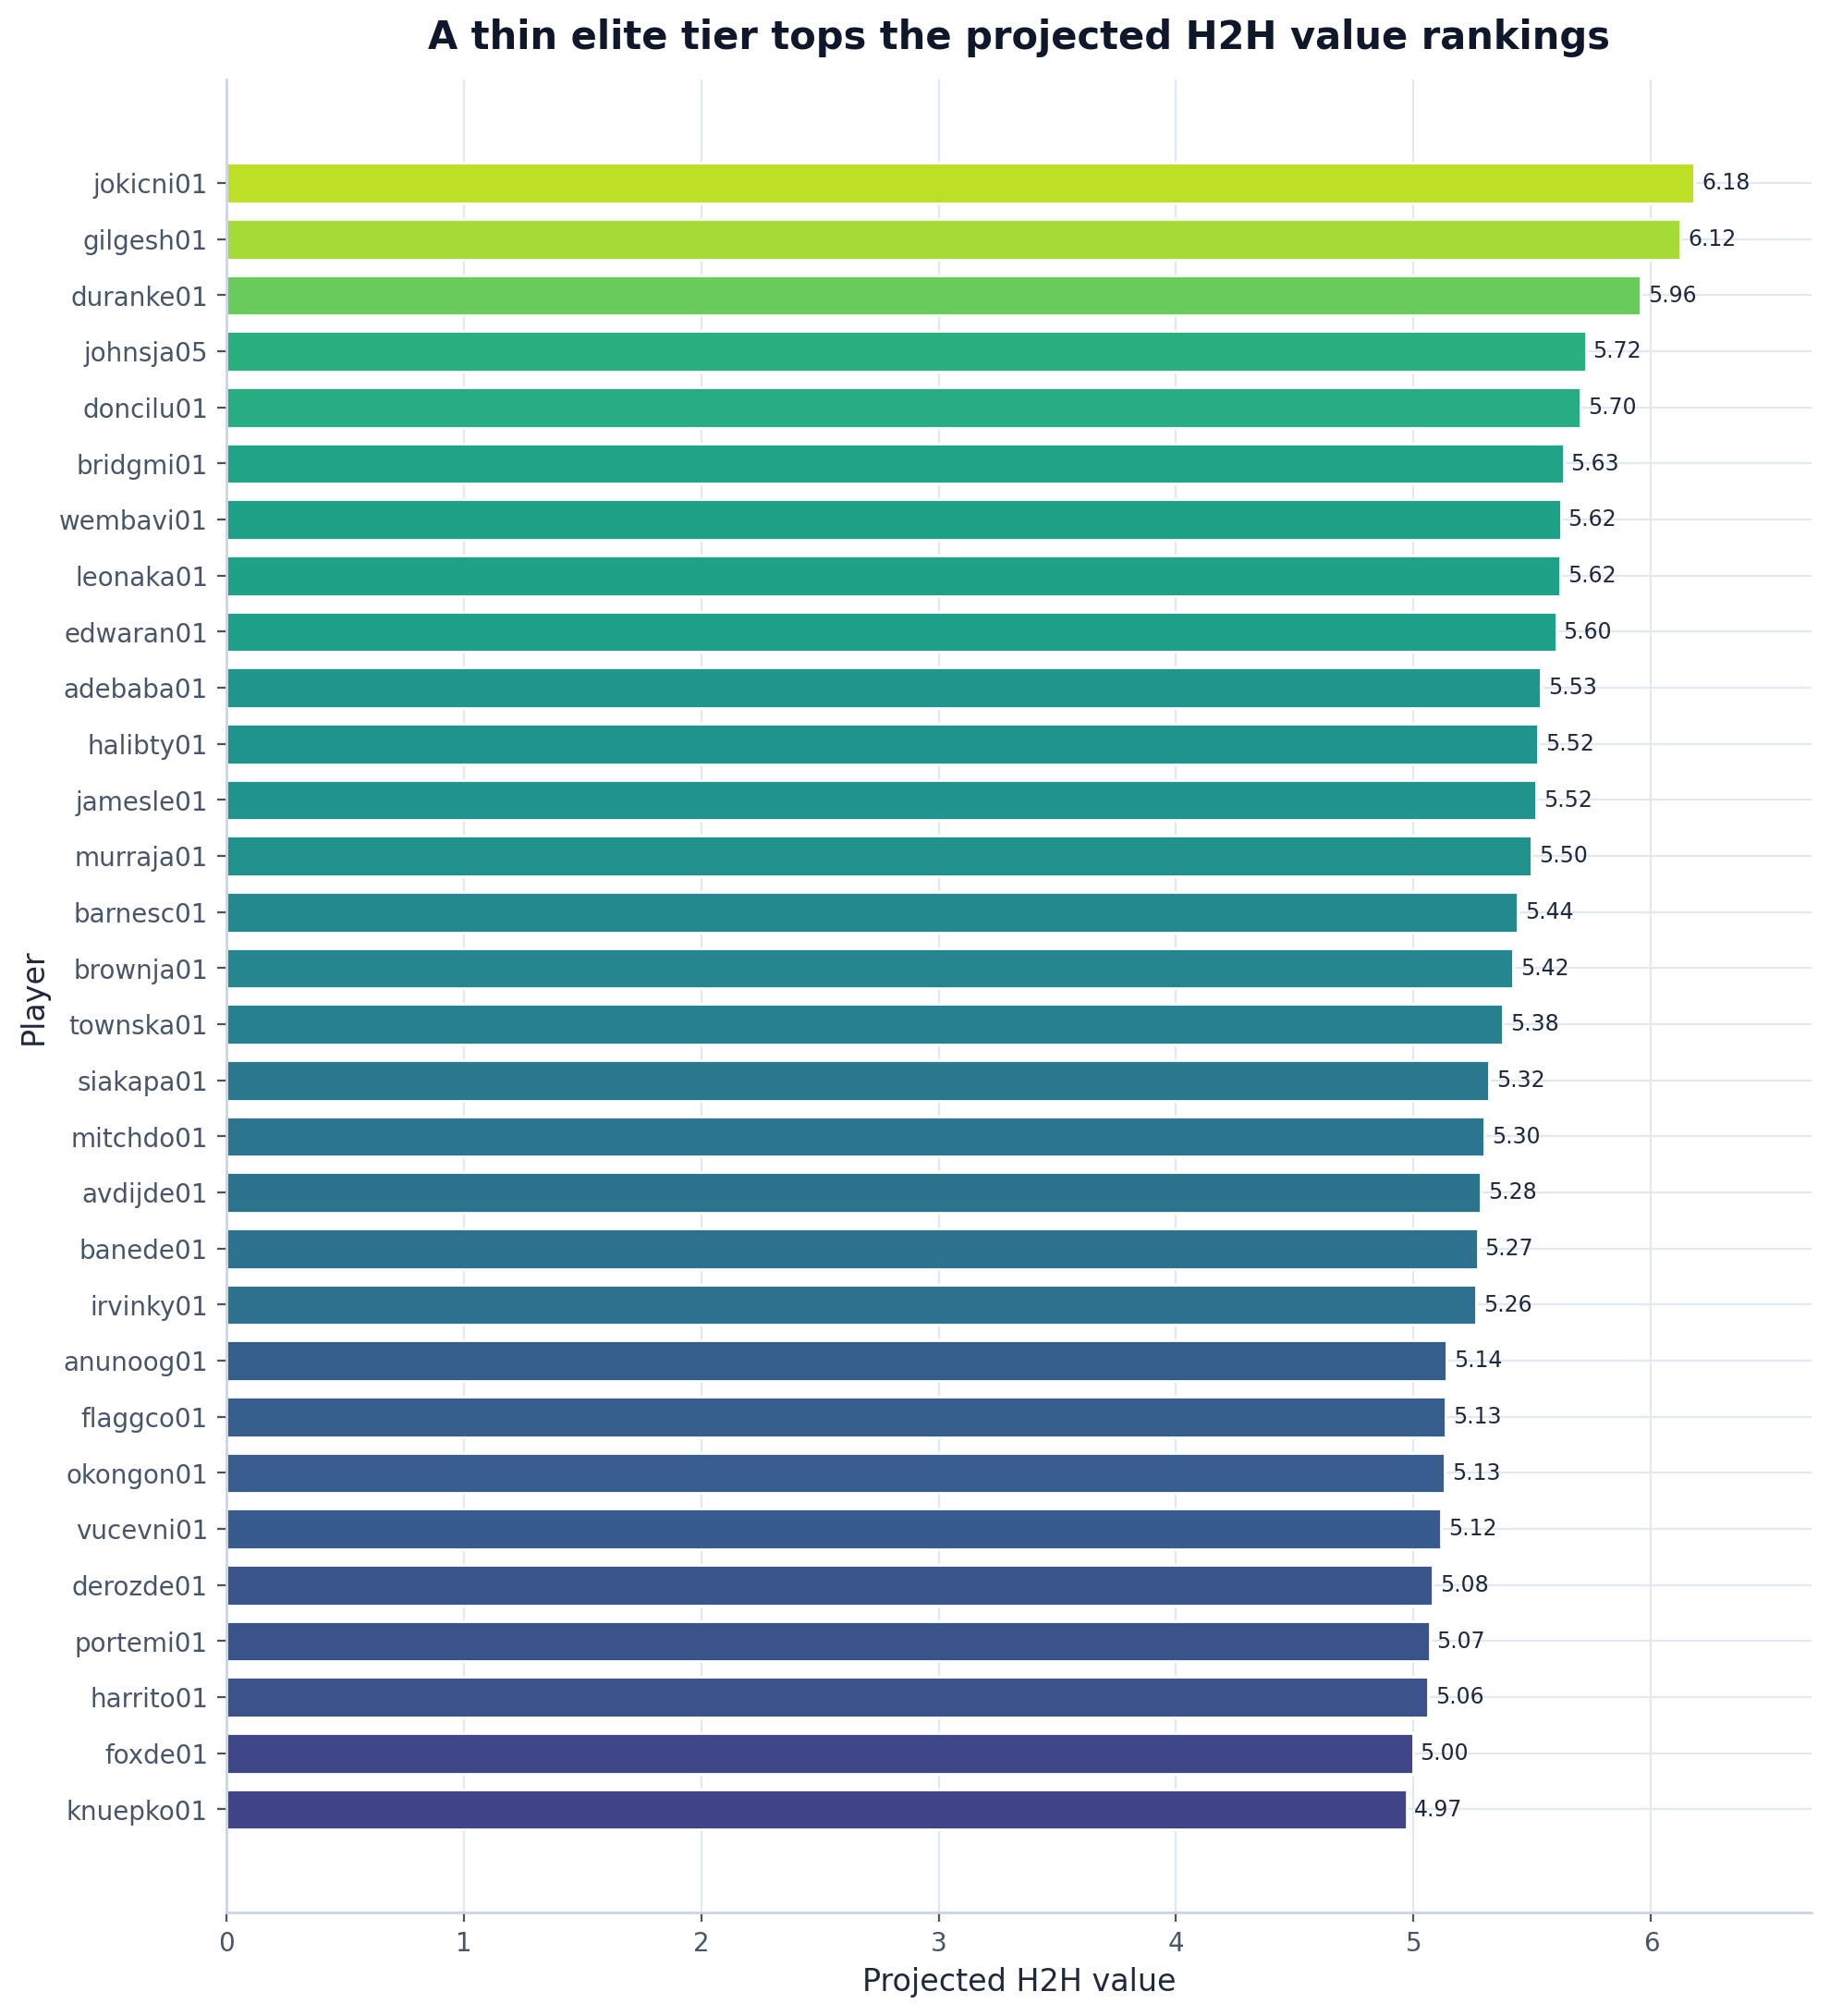 A thin elite tier tops the projected H2H value rankings
Player
jokicni01 6.18
gilgesh01 6.12
duranke01 5.96
johnsja05 5.72
doncilu01 5.70
bridgmi01 5.63
wembavi01 5.62
leonaka01 5.62
edwaran01 5.60
adebaba01 5.53
halibty01 5.52
jamesle01 5.52
murraja01 5.50
barnesc01 5.44
brownja01 5.42
townska01 5.38
siakapa01 5.32
mitchdo01 5.30
avdijde01 5.28
banede01 5.27
irvinky01 5.26
anunoog01 5.14
flaggco01 5.13
okongon01 5.13
vucevni01 5.12
derozde01 5.08
portemi01 5.07
harrito01 5.06
foxde01 5.00
knuepko01 4.97
0 1 2 3 4 5 6
Projected H2H value